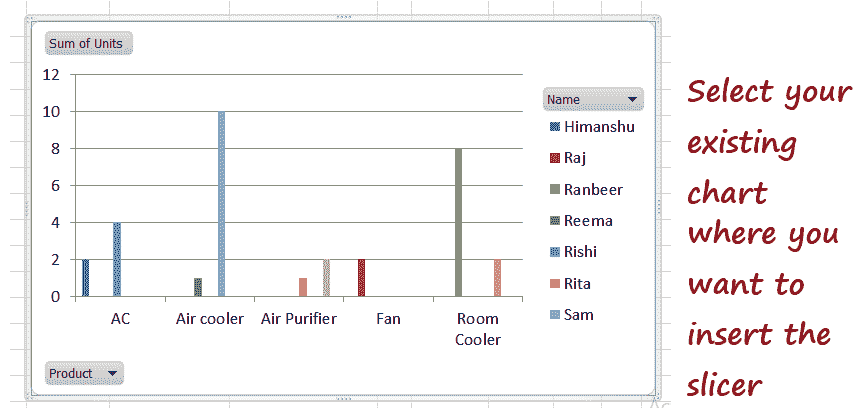 Sum of Units
12
10
8
6
4
2
0
AC
Air cooler
Air Purifier
Fan
Room
Cooler
Name
Himanshu
Raj
Ranbeer
Reema
Rishi
Rita
Sam
Product
Select your
existing
chart
where you
want to
insert the
slicer